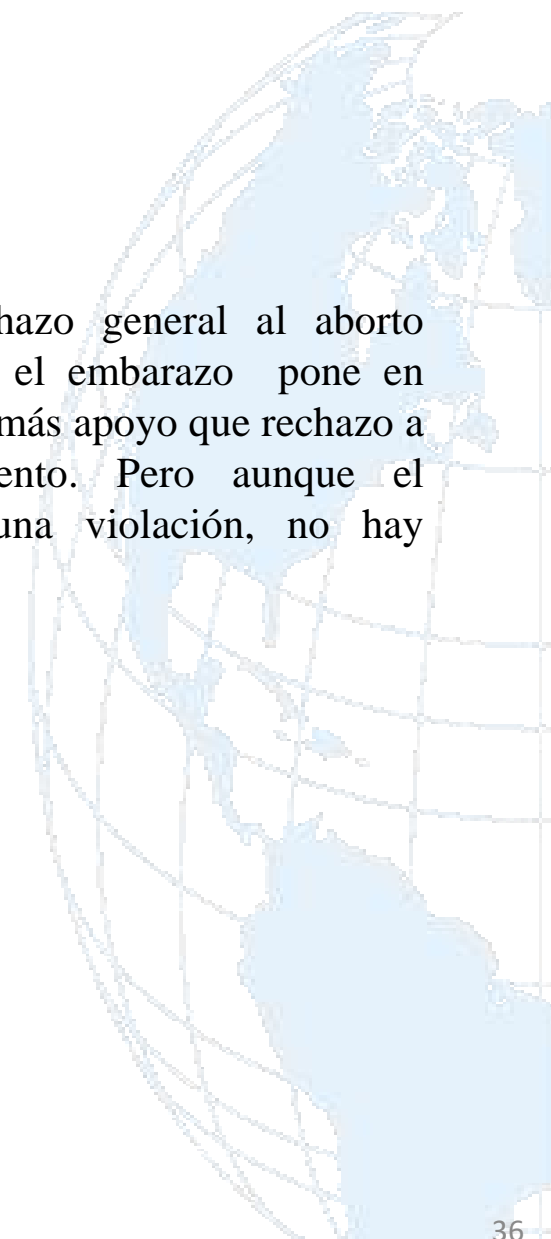 hazo general al aborto
el embarazo pone en
más apoyo que rechazo a
ento. Pero aunque el
una violación, no hay
36